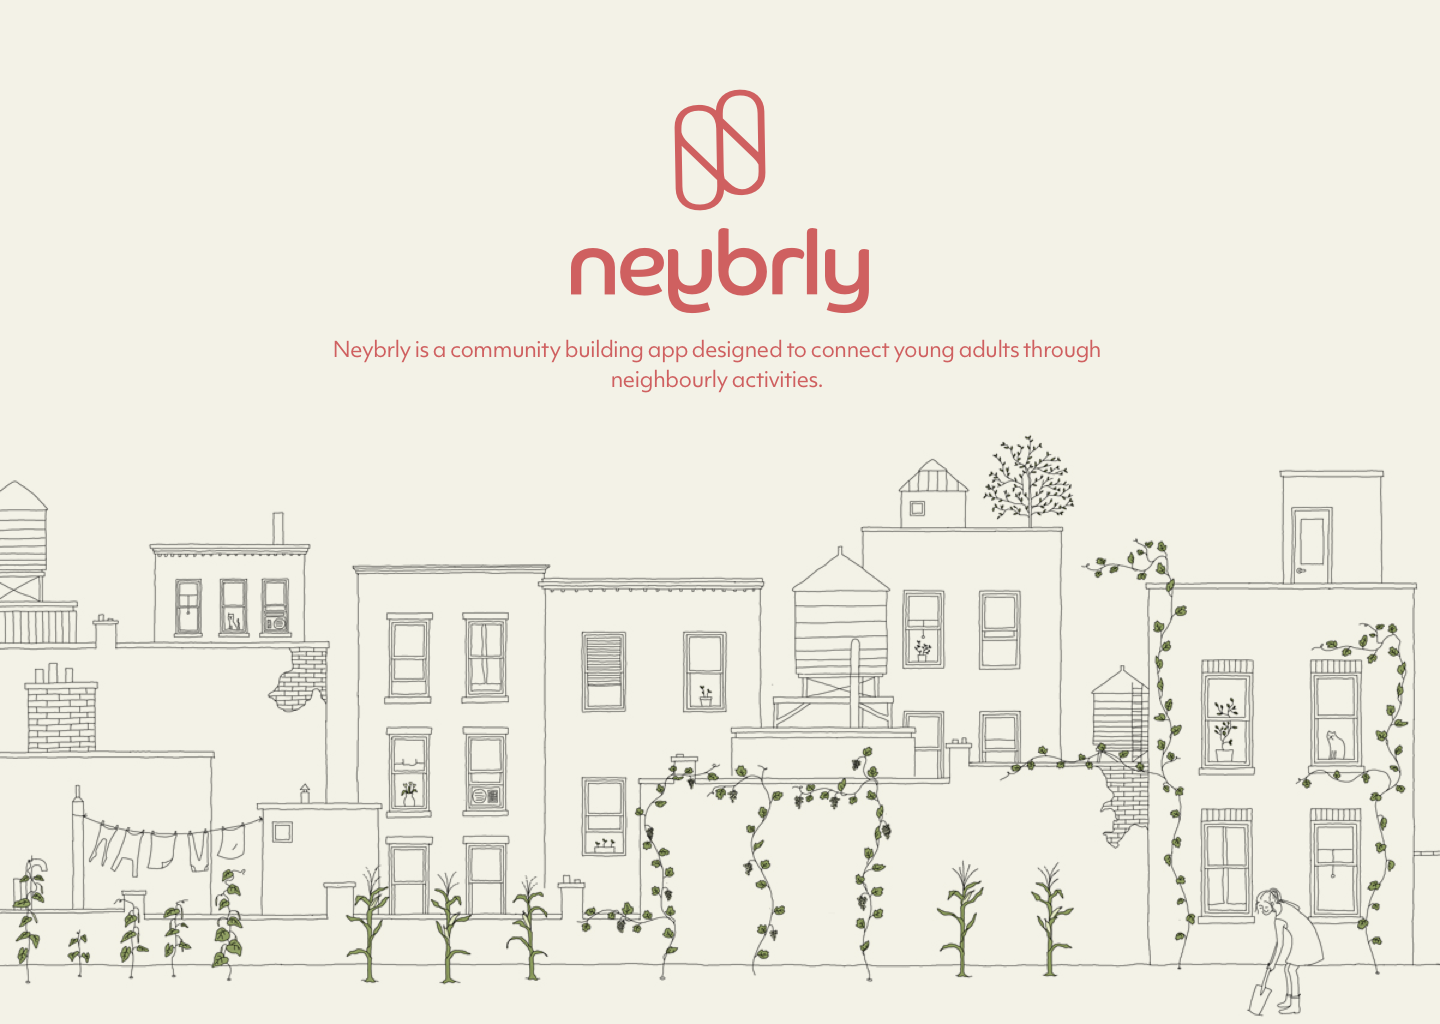 neybrly
Neybrly is a community building app designed to connect young adults through
neighbourly activities.